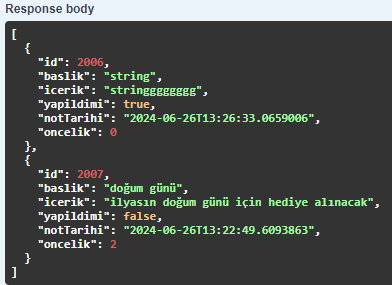 Response body
[
  {
    "id": 2006,
    "baslik": "string",
    "icerik": "stringgggggggg",
    "yapildimi": true,
    "notTarihi": "2024-06-26T13:26:33.0659006",
    "oncelik": 0
  },
  {
    "id": 2007,
    "baslik": "doğum günü",
    "icerik": "ilyasın doğum günü için hediye alınacak",
    "yapildimi": false,
    "notTarihi": "2024-06-26T13:22:49.6093863",
    "oncelik": 2
  }
]